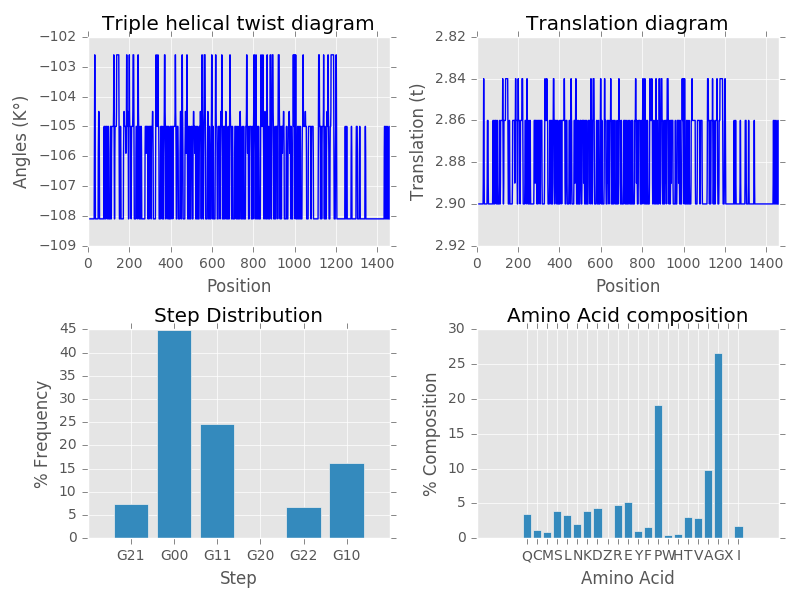 Triple helical twist diagram
−102
−103
−104
−105
−106
−107
−108
−109
Angles (K°)
0 200 400 600 800 1000 1200 1400
Position
Translation diagram
2.82
2.84
2.86
2.88
2.90
2.92
Translation (t)
0 200 400 600 800 1000 1200 1400
Position
Step Distribution
45
40
35
30
25
20
15
10
5
0
% Frequency
G21 G00 G11 G20 G22 G10
Step
Amino Acid composition
30
25
20
15
10
5
0
% Composition
QCMSLNKDZREYFPWHTVAGX I
Amino Acid